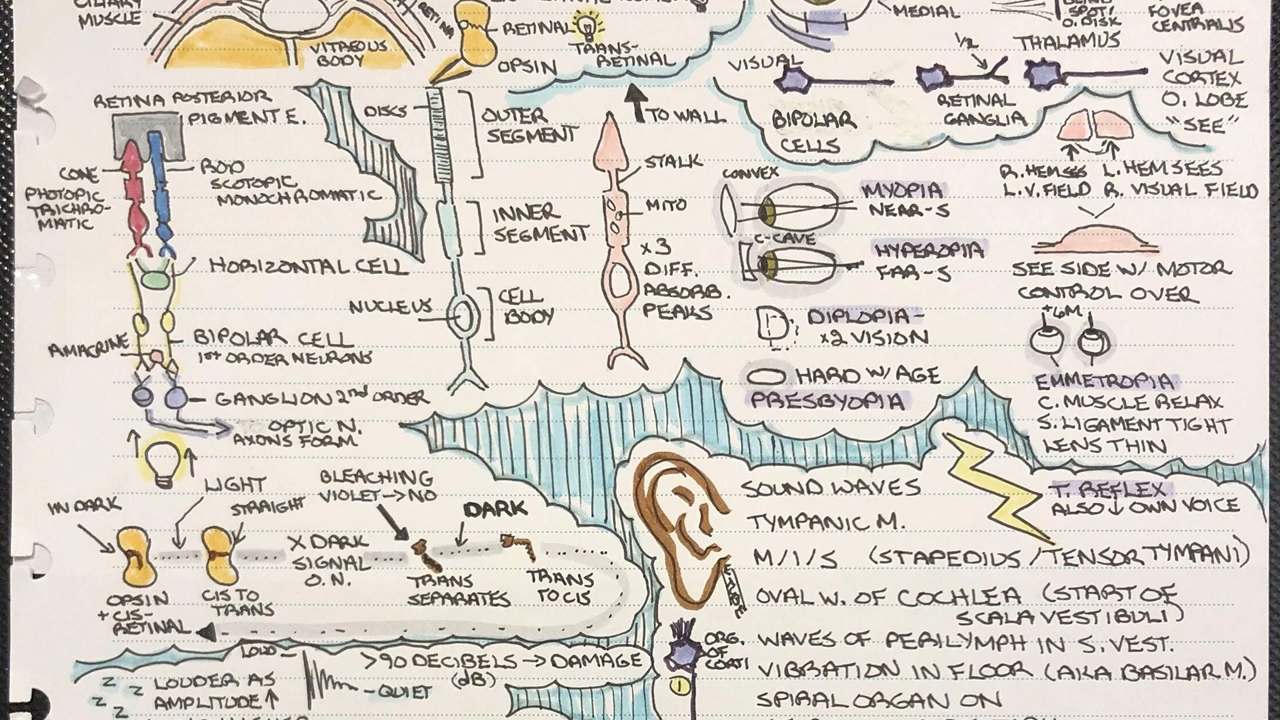 CILIARY
MUSCLE
VITREOUS
BODY
RETINAL
TRANS-
RETINAL
OPSIN
MEDIAL
SPOT/
O. DISK
FOVEA
CENTRALIS
VISUAL
BIPOLAR
CELLS
1/2
RETINAL
GANGLIA
THALAMUS
VISUAL
CORTEX
O. LOBE
"SEE"
RETINA POSTERIOR
PIGMENT E.
CONE
PHOTOPIC
TRICHRO-
MATIC
ROD
SCOTOPIC
MONOCHROMATIC
HORIZONTAL CELL
AMACRINE
BIPOLAR CELL
1ST ORDER NEURONS
GANGLION 2ND ORDER
OPTIC N.
AXONS FORM
DISCS
OUTER
SEGMENT
INNER
SEGMENT
NUCLEUS
CELL
BODY
TO WALL
STALK
MITO
X3
DIFF.
ABSORB.
PEAKS
CONVEX
MYOPIA
NEAR-S
C-CAVE
HYPEROPIA
FAR-S
DIPLOPIA-
X2 VISION
HARD W/ AGE
PRESBYOPIA
R. HEM SEES
L. V. FIELD
L. HEM SEES
R. VISUAL FIELD
SEE SIDE W/ MOTOR
CONTROL OVER
+6M
EMMETROPIA
C. MUSCLE RELAX
S. LIGAMENT TIGHT
LENS THIN
IN DARK
LIGHT
STRAIGHT
BLEACHING
VIOLET → NO
DARK
OPSIN
+ CIS-
RETINAL
CIS TO
TRANS
X DARK
SIGNAL
O.N.
TRANS
SEPARATES
TRANS
TO CIS
LOUDER AS
AMPLITUDE ↑
LOUD
QUIET
>90 DECIBELS → DAMAGE
(dB)
Z Z Z Z
SOUND WAVES
TYMPANIC M.
M/I/S (STAPEDIUS / TENSOR TYMPANI)
OVAL W. OF COCHLEA (START OF
SCALA VESTIBULI)
WAVES OF PERILYMPH IN S. VEST.
VIBRATION IN FLOOR (AKA BASILAR M.)
SPIRAL ORGAN ON
T. REFLEX
ALSO ↓ OWN VOICE
ORG.
OF
CORTI
1